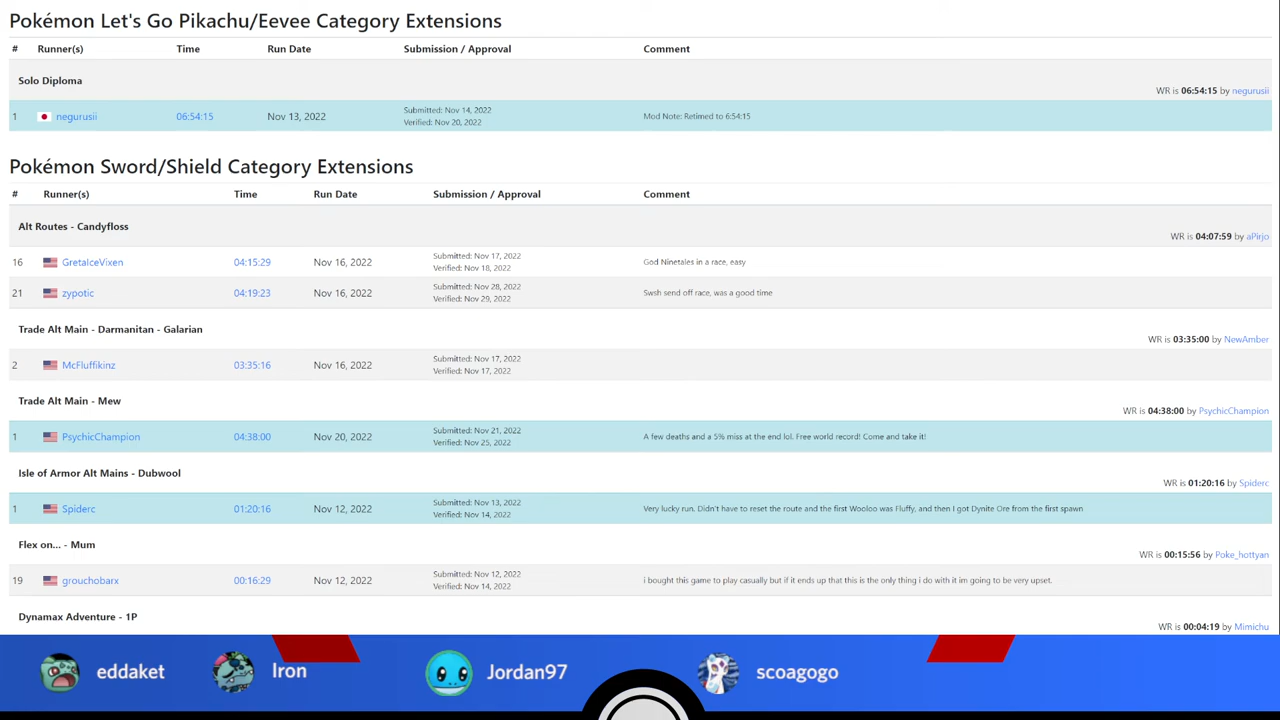 Pokémon Let's Go Pikachu/Eevee Category Extensions
# Runner(s) Time Run Date Submission / Approval Comment
Solo Diploma
WR is 06:54:15 by negurusii
1 negurusii 06:54:15 Nov 13, 2022 Submitted: Nov 14, 2022 Mod Note: Retimed to 6:54:15
Verified: Nov 20, 2022
Pokémon Sword/Shield Category Extensions
# Runner(s) Time Run Date Submission / Approval Comment
Alt Routes - Candyfloss
WR is 04:07:59 by aPirjo
16 GretaIceVixen 04:15:29 Nov 16, 2022 Submitted: Nov 17, 2022 God Ninetales in a race, easy
Verified: Nov 18, 2022
21 zypotic 04:19:23 Nov 16, 2022 Submitted: Nov 28, 2022 Swsh send off race, was a good time
Verified: Nov 29, 2022
Trade Alt Main - Darmanitan - Galarian
WR is 03:35:00 by NewAmber
2 McFluffikinz 03:35:16 Nov 16, 2022 Submitted: Nov 17, 2022
Verified: Nov 17, 2022
Trade Alt Main - Mew
WR is 04:38:00 by PsychicChampion
1 PsychicChampion 04:38:00 Nov 20, 2022 Submitted: Nov 21, 2022 A few deaths and a 5% miss at the end lol. Free world record! Come and take it!
Verified: Nov 25, 2022
Isle of Armor Alt Mains - Dubwool
WR is 01:20:16 by Spiderc
1 Spiderc 01:20:16 Nov 12, 2022 Submitted: Nov 13, 2022 Very lucky run. Didn't have to reset the route and the first Wooloo was Fluffy, and then I got Dynite Ore from the first spawn
Verified: Nov 14, 2022
Flex on... - Mum
WR is 00:15:56 by Poke_hottyan
19 grouchobarx 00:16:29 Nov 12, 2022 Submitted: Nov 12, 2022 i bought this game to play casually but if it ends up that this is the only thing i do with it im going to be very upset.
Verified: Nov 14, 2022
Dynamax Adventure - 1P
WR is 00:04:19 by Mimichu
eddaket Iron Jordan97 scoagogo